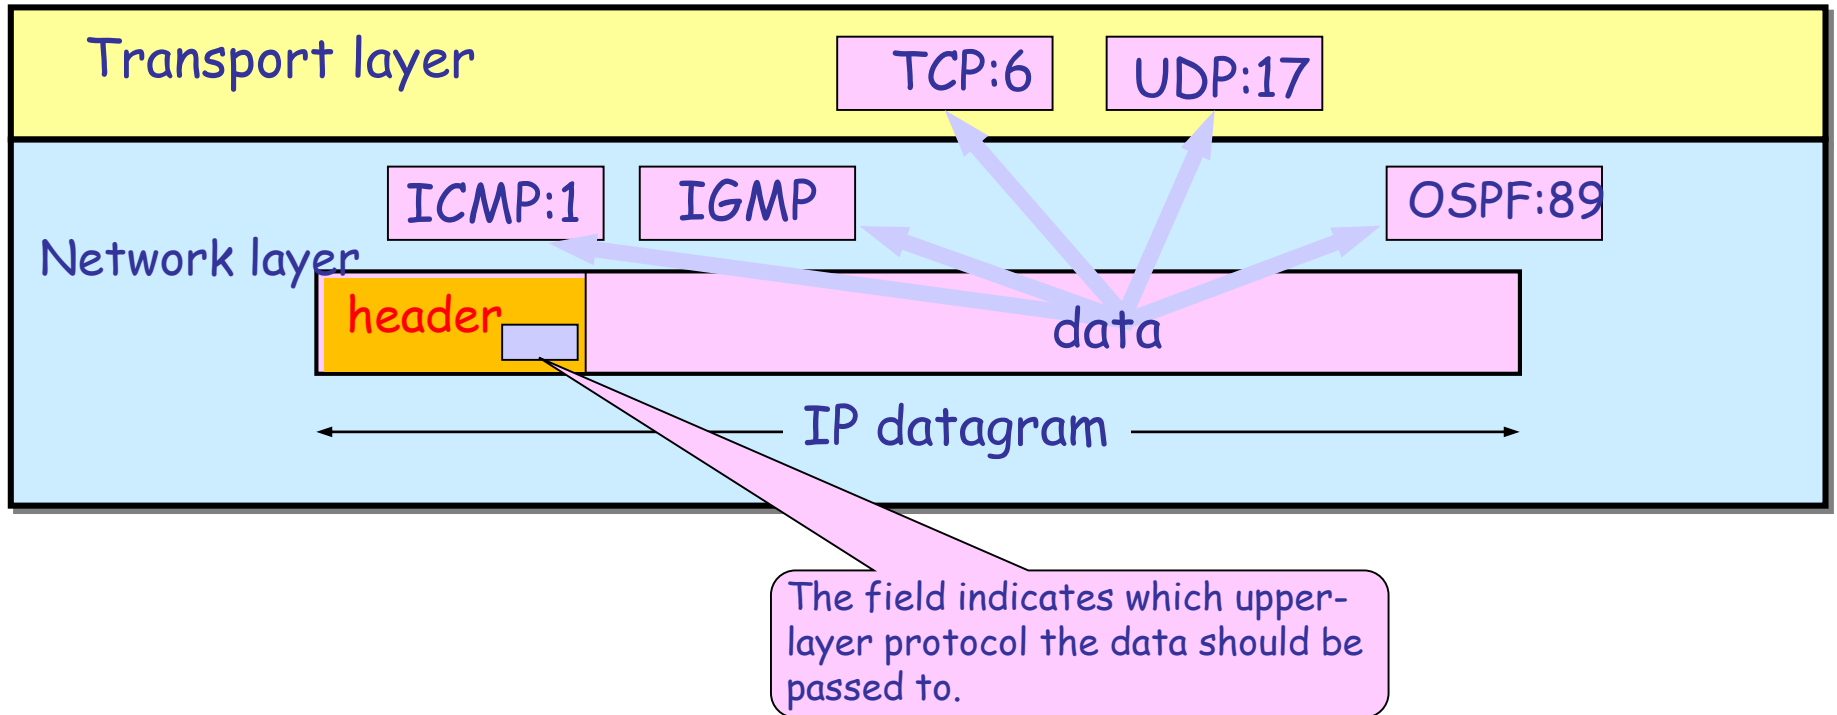 Transport layer
TCP:6
UDP:17
ICMP:1
IGMP
OSPF:89
Network layer
header
data
IP datagram
The field indicates which upper-
layer protocol the data should be
passed to.